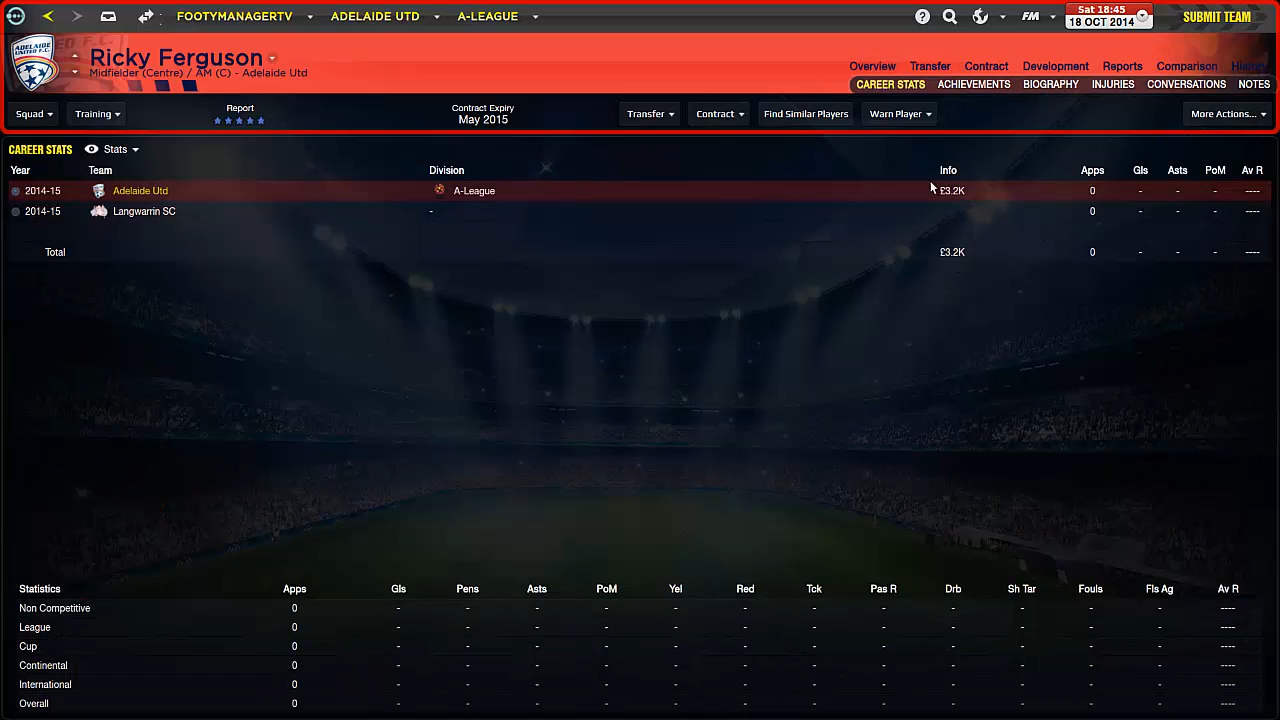 FOOTYMANAGERTV ADELAIDE UTD A-LEAGUE FM Sat 18:45 18 OCT 2014 SUBMIT TEAM
ADELAIDE UNITED F.C.
Ricky Ferguson
Midfielder (Centre) / AM (C) - Adelaide Utd
Overview Transfer Contract Development Reports Comparison History
CAREER STATS ACHIEVEMENTS BIOGRAPHY INJURIES CONVERSATIONS NOTES
Squad Training Report Contract Expiry May 2015 Transfer Contract Find Similar Players Warn Player More Actions...
CAREER STATS Stats
Year Team Division Info Apps Gls Asts PoM Av R
2014-15 Adelaide Utd A-League £3.2K 0 - - - ----
2014-15 Langwarrin SC - 0 - - - ----
Total £3.2K 0 - - - ----
Statistics Apps Gls Pens Asts PoM Yel Red Tck Pas R Drb Sh Tar Fouls Fls Ag Av R
Non Competitive 0 - - - - - - - - - - - - ----
League 0 - - - - - - - - - - - - ----
Cup 0 - - - - - - - - - - - - ----
Continental 0 - - - - - - - - - - - - ----
International 0 - - - - - - - - - - - - ----
Overall 0 - - - - - - - - - - - - ----